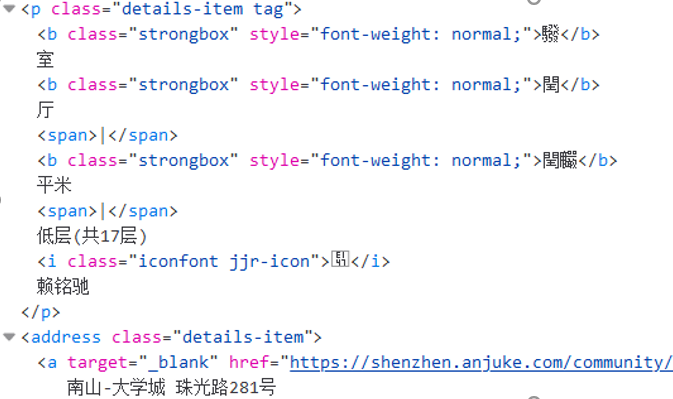 <p class="details-item tag">
<b class="strongbox" style="font-weight: normal;">驋</b>
室
<b class="strongbox" style="font-weight: normal;">閏</b>
厅
<span>|</span>
<b class="strongbox" style="font-weight: normal;">閏齤</b>
平米
<span>|</span>
低层(共17层)
<i class="iconfont jjr-icon"></i>
赖铭驰
</p>
<address class="details-item">
<a target="_blank" href="https://shenzhen.anjuke.com/community/
南山-大学城 珠光路281号